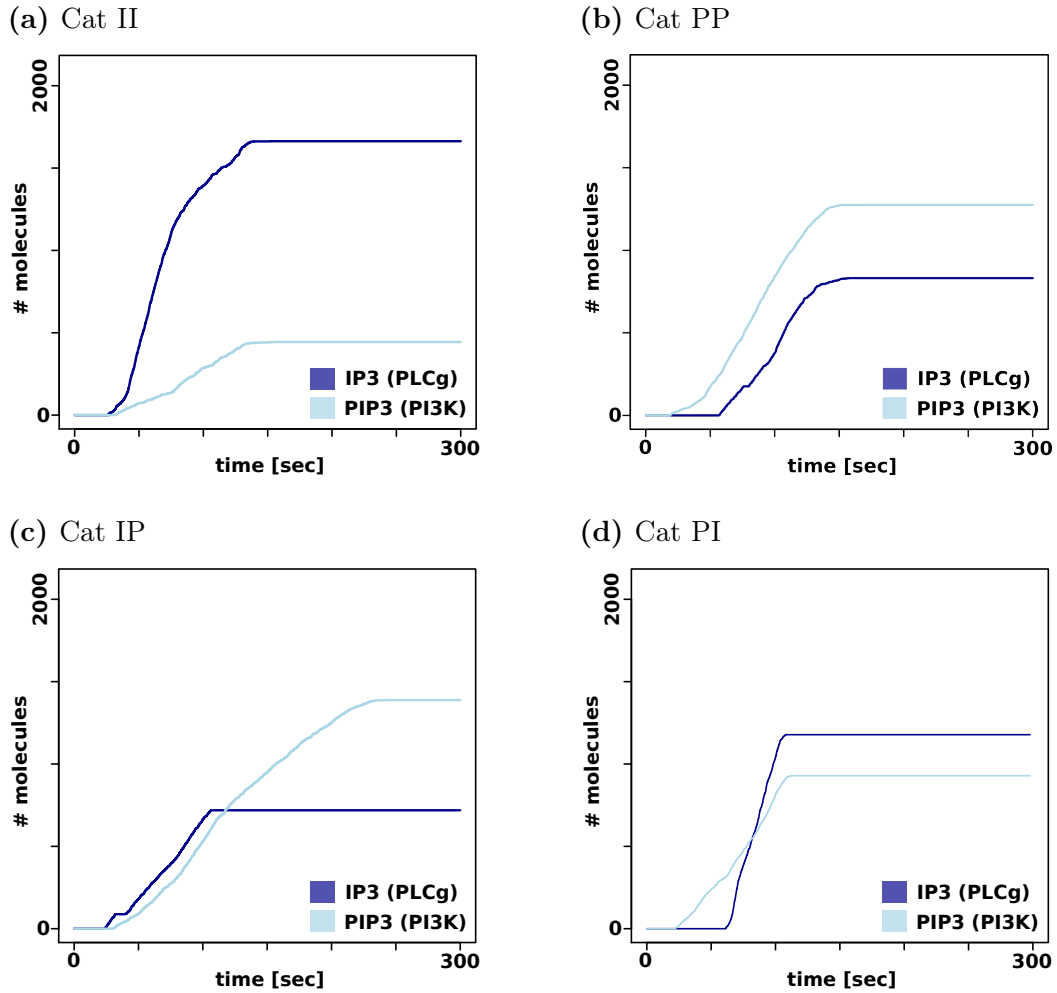 (a) Cat II
2000
# molecules
0
IP3 (PLCg)
PIP3 (PI3K)
0 300
time [sec]
(b) Cat PP
2000
# molecules
0
IP3 (PLCg)
PIP3 (PI3K)
0 300
time [sec]
(c) Cat IP
2000
# molecules
0
IP3 (PLCg)
PIP3 (PI3K)
0 300
time [sec]
(d) Cat PI
2000
# molecules
0
IP3 (PLCg)
PIP3 (PI3K)
0 300
time [sec]